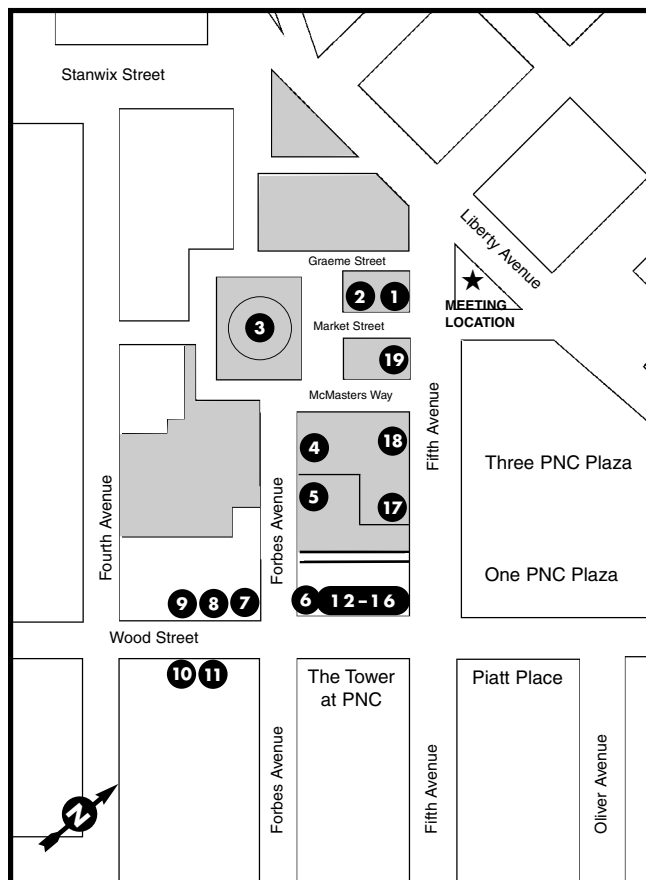 Stanwix Street
Liberty Avenue
Graeme Street
2 1
MEETING
LOCATION
3
Market Street
19
McMasters Way
4 18
Fifth Avenue
Three PNC Plaza
5 17
Fourth Avenue
Forbes Avenue
One PNC Plaza
9 8 7 6 12–16
Wood Street
10 11
The Tower
at PNC
Piatt Place
Forbes Avenue
Fifth Avenue
Oliver Avenue
N